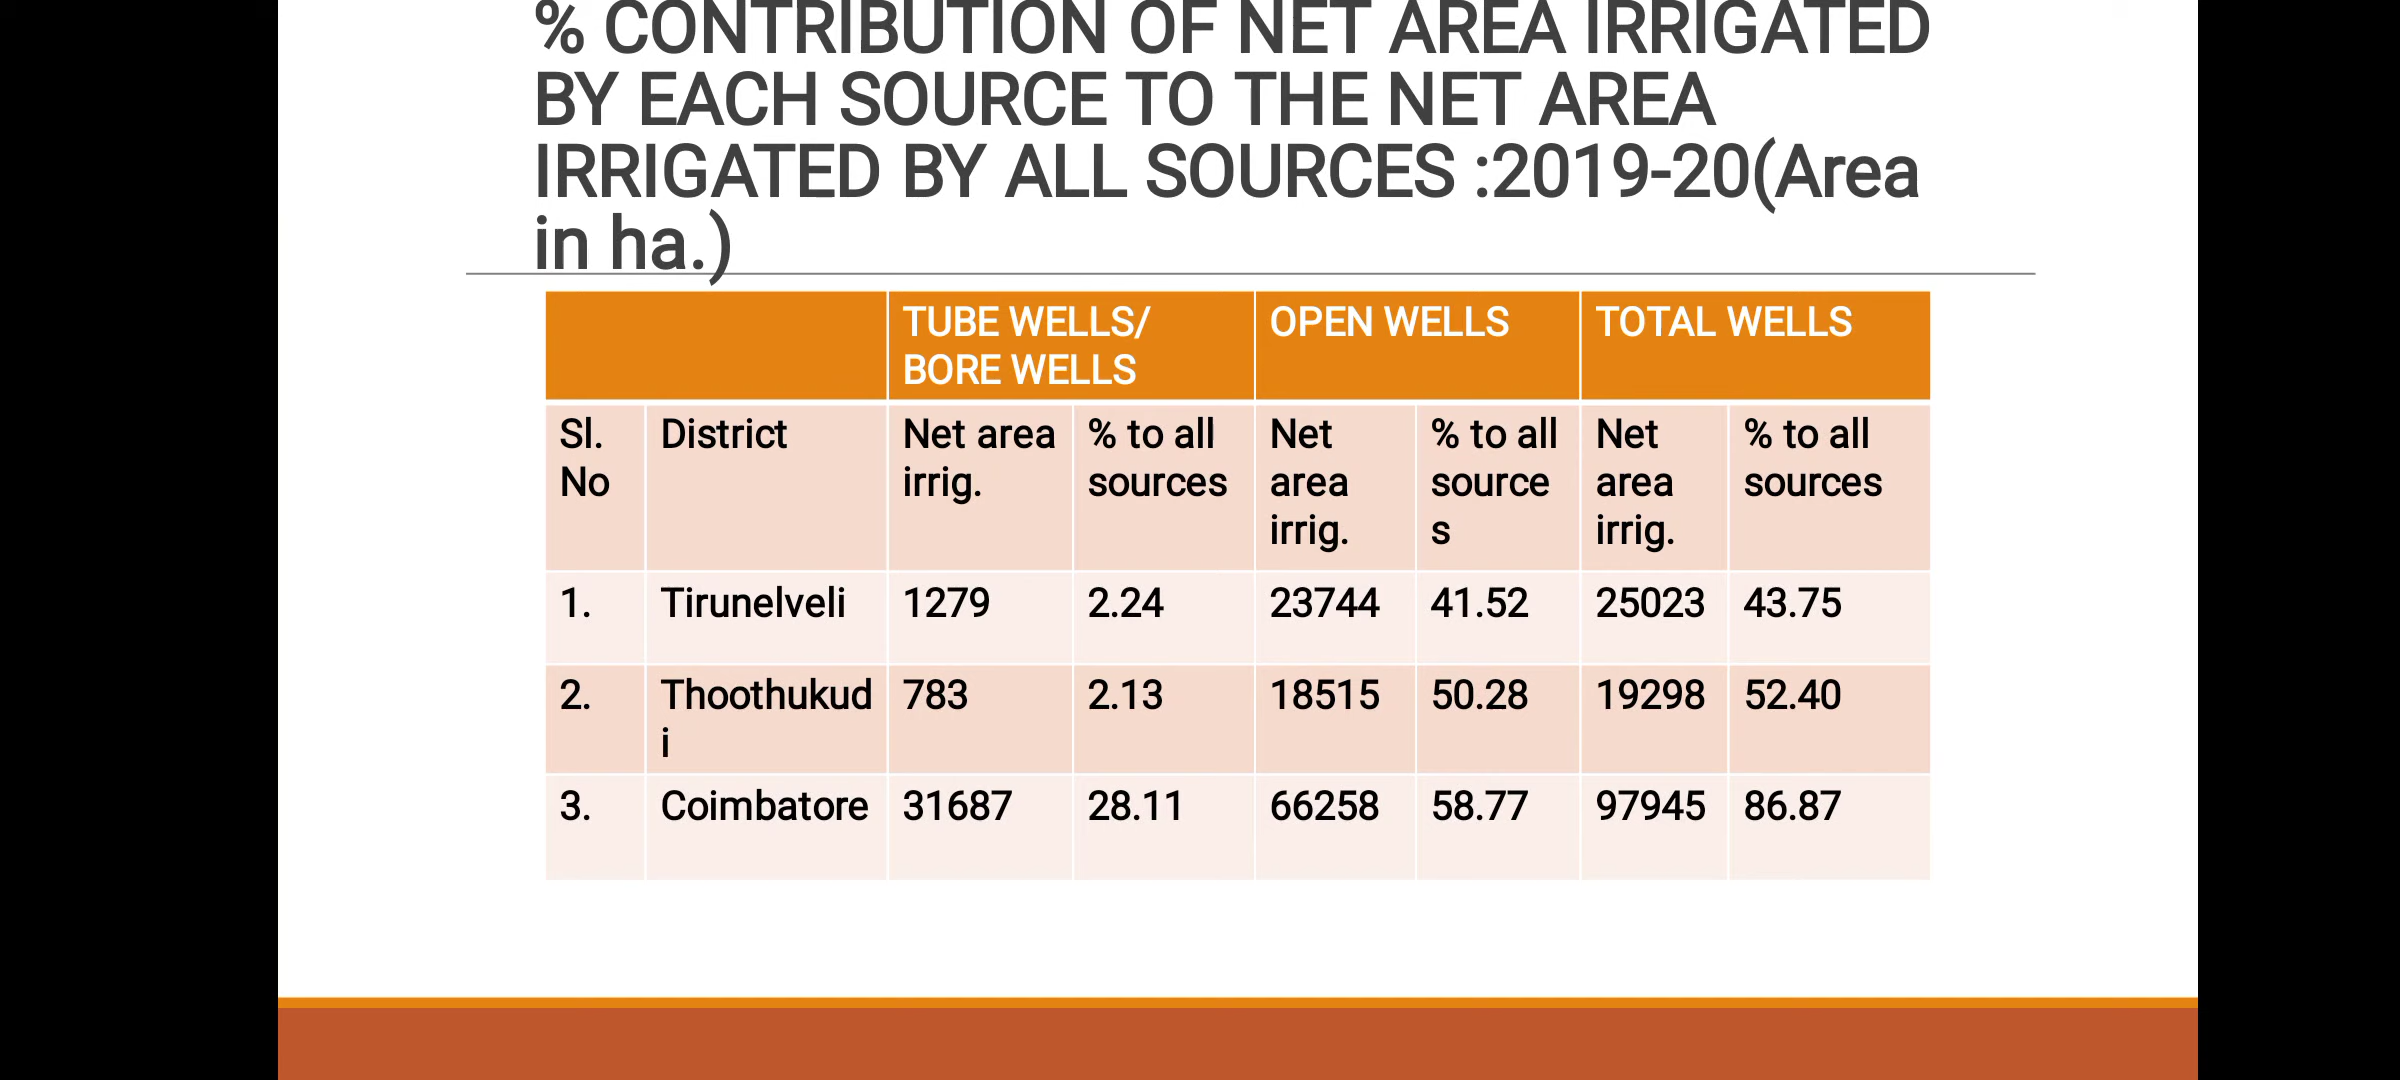 % CONTRIBUTION OF NET AREA IRRIGATED
BY EACH SOURCE TO THE NET AREA
IRRIGATED BY ALL SOURCES :2019-20(Area
in ha.)
TUBE WELLS/
BORE WELLS
OPEN WELLS
TOTAL WELLS
Sl.
No
District
Net area
irrig.
% to all
sources
Net
area
irrig.
% to all
source
s
Net
area
irrig.
% to all
sources
1.
Tirunelveli
1279
2.24
23744
41.52
25023
43.75
2.
Thoothukud
i
783
2.13
18515
50.28
19298
52.40
3.
Coimbatore
31687
28.11
66258
58.77
97945
86.87